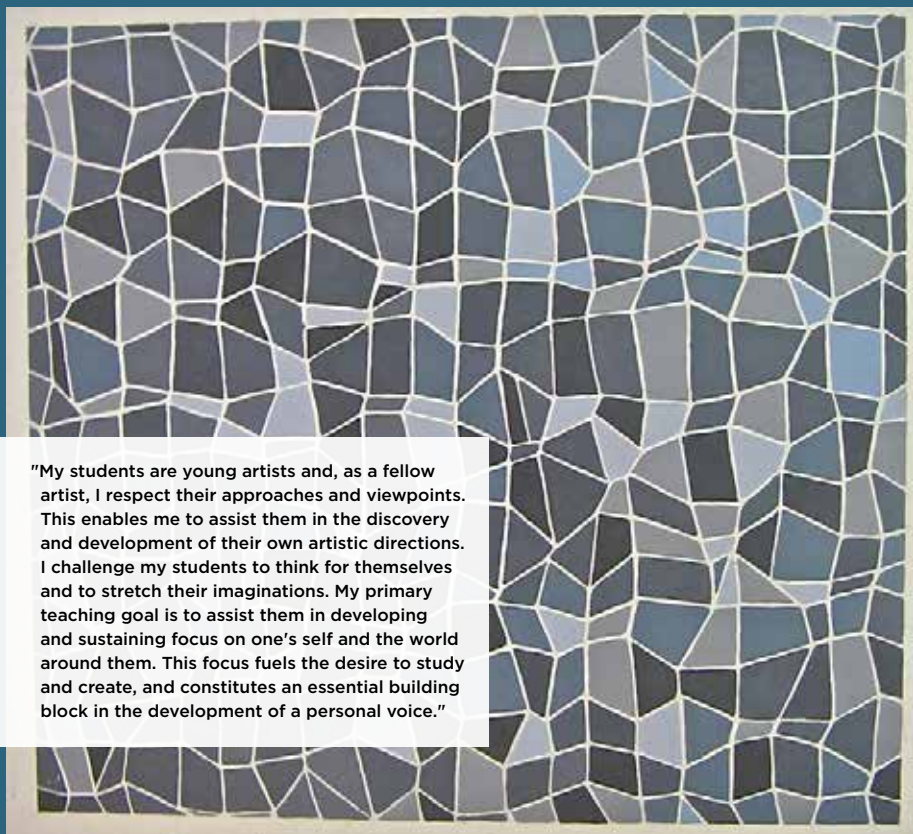 "My students are young artists and, as a fellow
artist, I respect their approaches and viewpoints.
This enables me to assist them in the discovery
and development of their own artistic directions.
I challenge my students to think for themselves
and to stretch their imaginations. My primary
teaching goal is to assist them in developing
and sustaining focus on one's self and the world
around them. This focus fuels the desire to study
and create, and constitutes an essential building
block in the development of a personal voice."